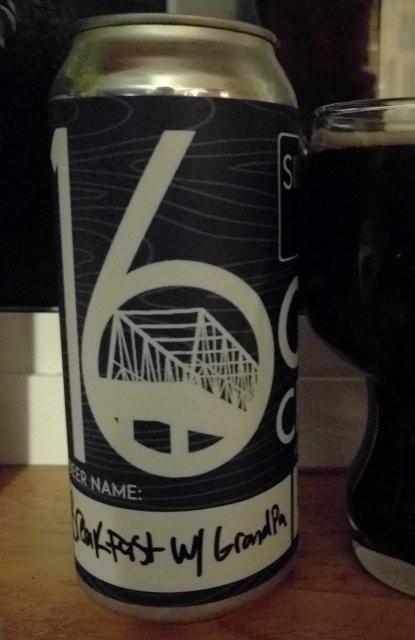 16
BEER NAME:
Breakfast W/ GrandPa